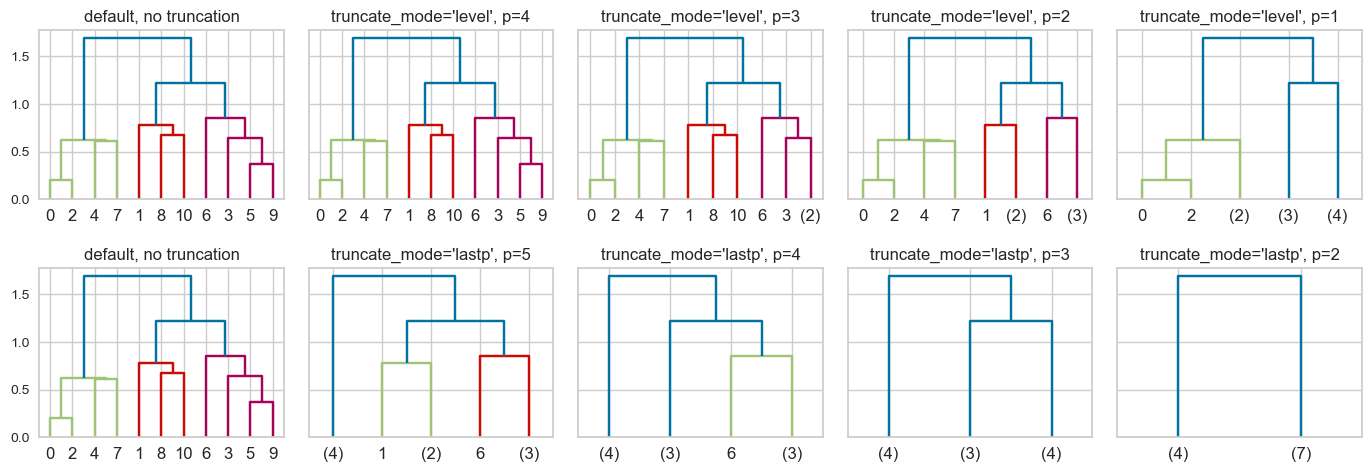 default, no truncation truncate_mode='level', p=4 truncate_mode='level', p=3 truncate_mode='level', p=2 truncate_mode='level', p=1
1.5
1.0
0.5
0.0
0 2 4 7 1 8 10 6 3 5 9 0 2 4 7 1 8 10 6 3 5 9 0 2 4 7 1 8 10 6 3 (2) 0 2 4 7 1 (2) 6 (3) 0 2 (2) (3) (4)
default, no truncation truncate_mode='lastp', p=5 truncate_mode='lastp', p=4 truncate_mode='lastp', p=3 truncate_mode='lastp', p=2
1.5
1.0
0.5
0.0
0 2 4 7 1 8 10 6 3 5 9 (4) 1 (2) 6 (3) (4) (3) 6 (3) (4) (3) (4) (4) (7)